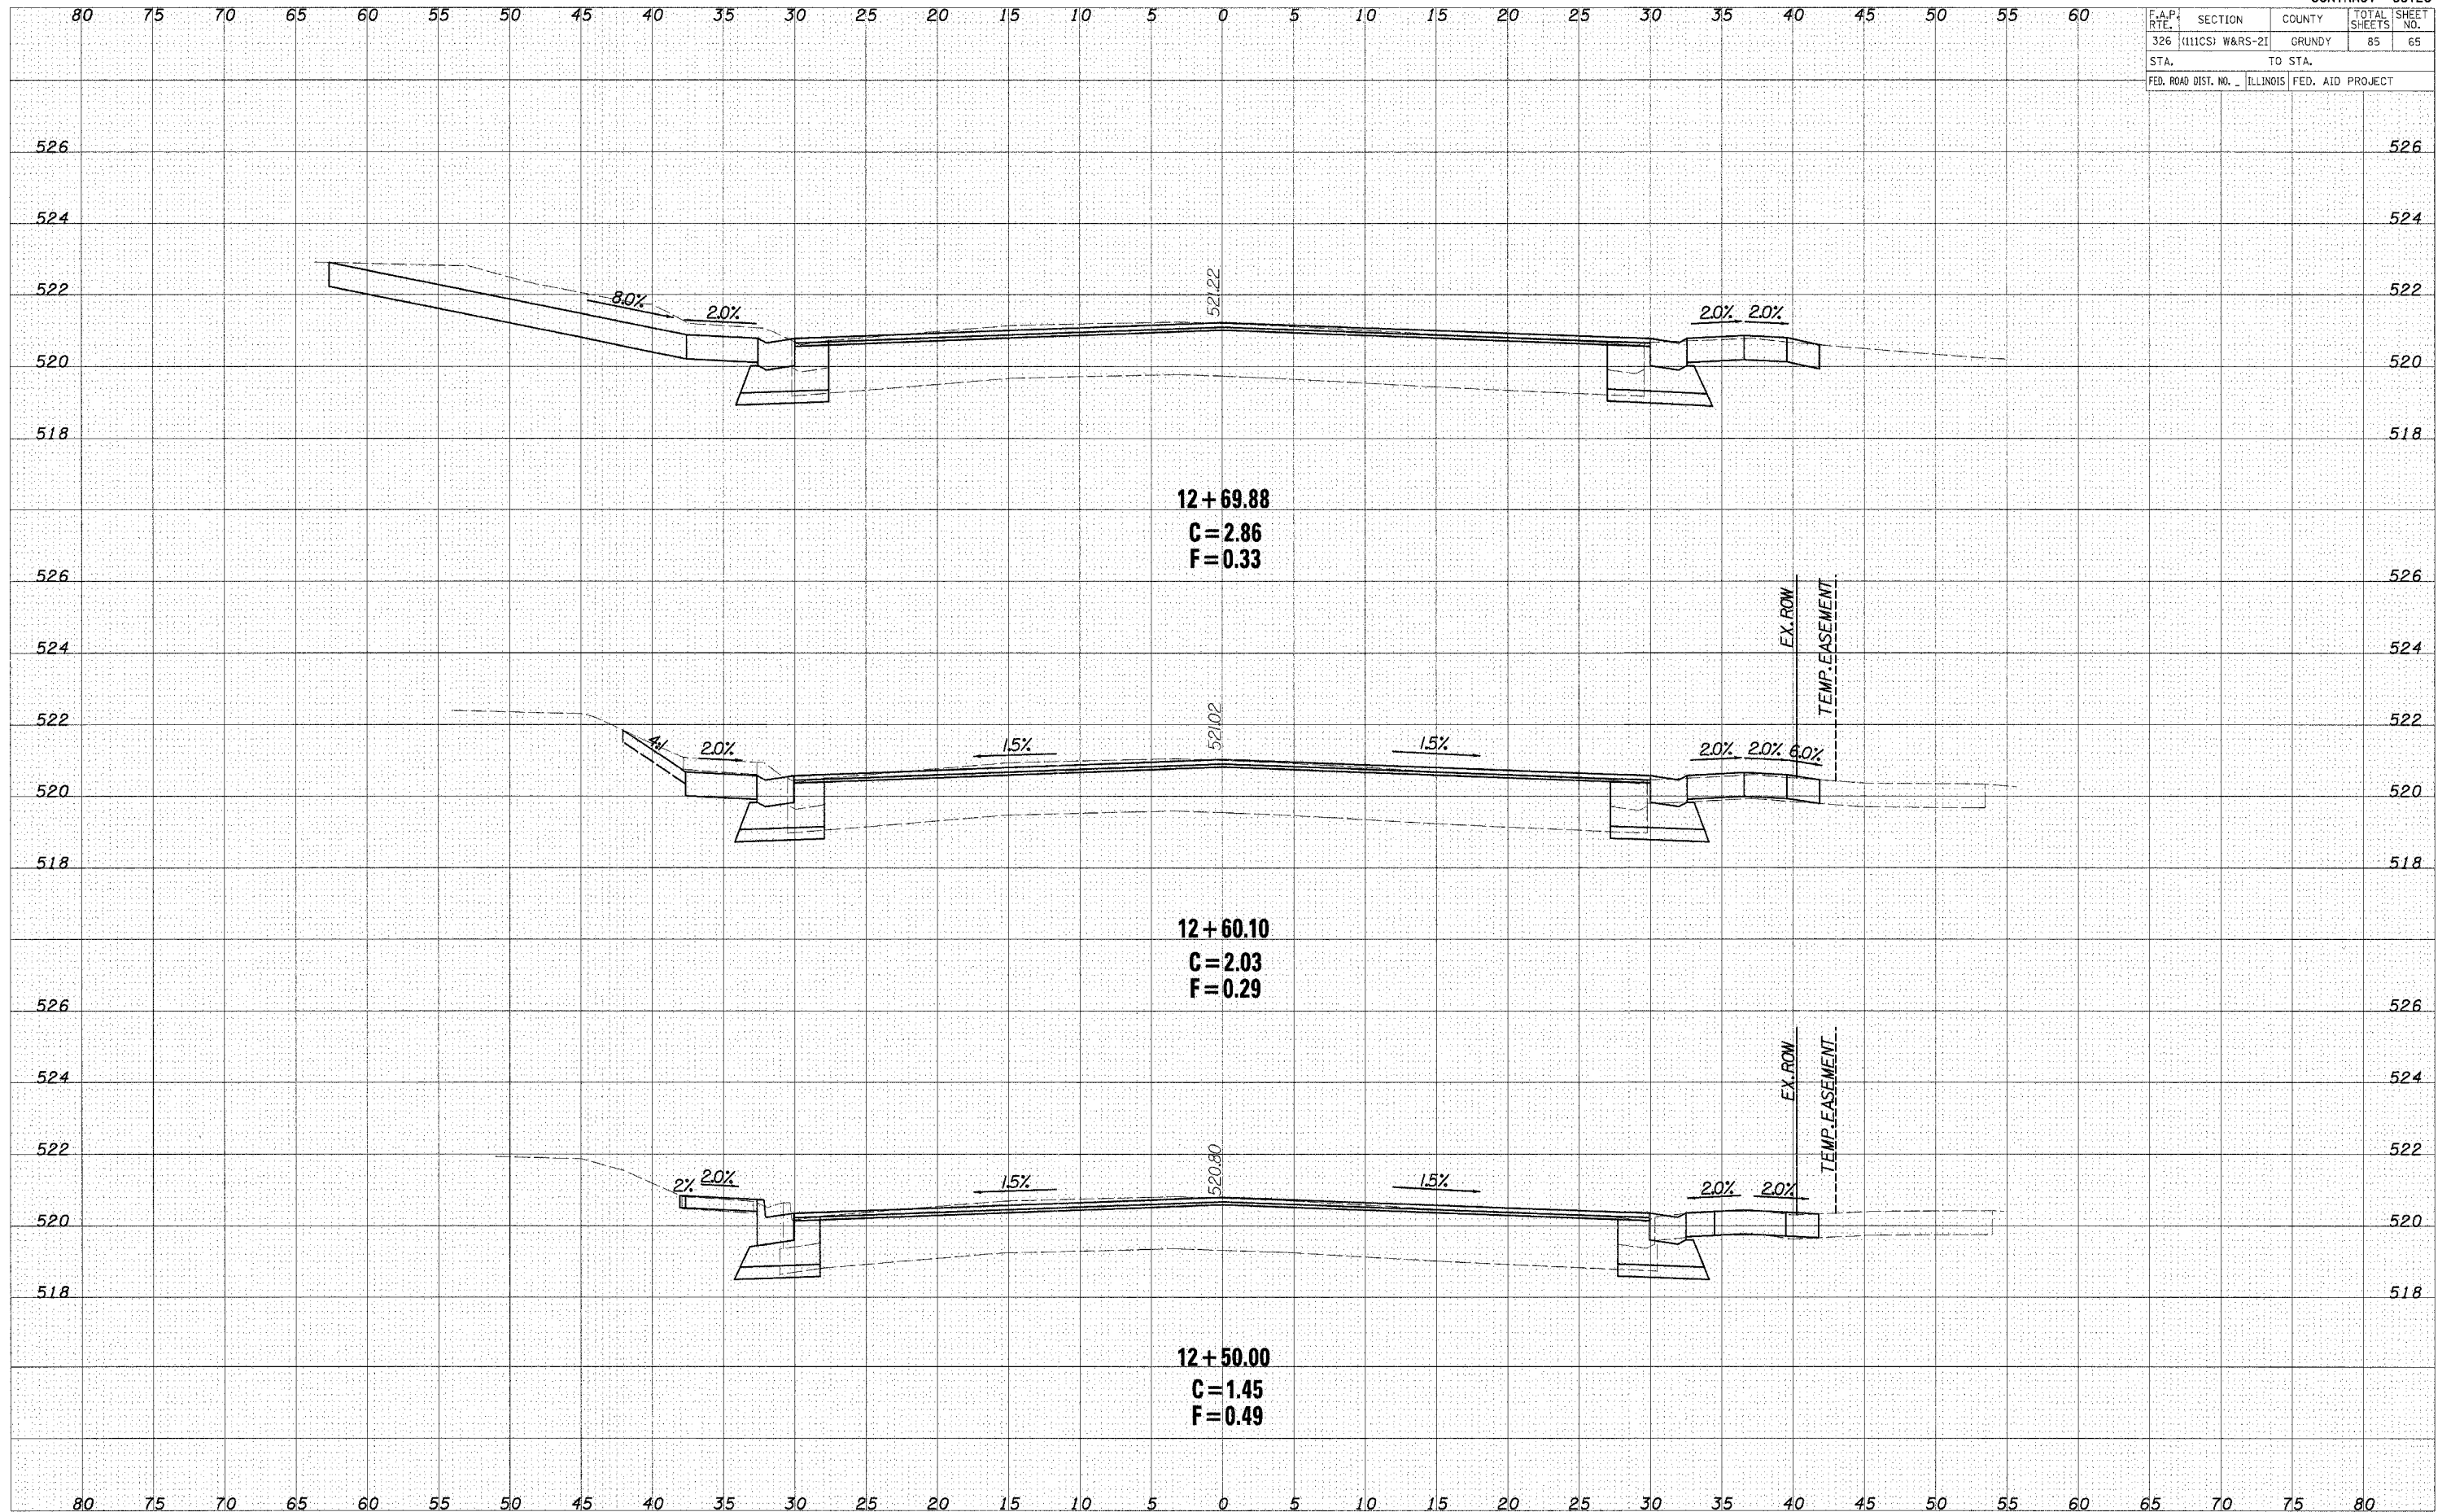 80 75 70 65 60 55 50 45 40 35 30 25 20 15 10 5 0 5 10 15 20 25 30 35 40 45 50 55 60
F.A.P. RTE. SECTION COUNTY TOTAL SHEETS SHEET NO.
326 (111CS) W&RS-2I GRUNDY 85 65
STA. TO STA.
FED. ROAD DIST. NO. _ ILLINOIS FED. AID PROJECT
526 526
524 524
522 8.0% 2.0% 521.22 2.0% 2.0% 522
520 520
518 518
12+69.88
C=2.86
F=0.33
526 526
524 EX. ROW TEMP. EASEMENT 524
522 522
4:1 2.0% 1.5% 521.02 1.5% 2.0% 2.0% 6.0%
520 520
518 518
12+60.10
C=2.03
F=0.29
526 526
524 EX. ROW TEMP. EASEMENT 524
522 522
2% 2.0% 1.5% 520.80 1.5% 2.0% 2.0%
520 520
518 518
12+50.00
C=1.45
F=0.49
80 75 70 65 60 55 50 45 40 35 30 25 20 15 10 5 0 5 10 15 20 25 30 35 40 45 50 55 60 65 70 75 80